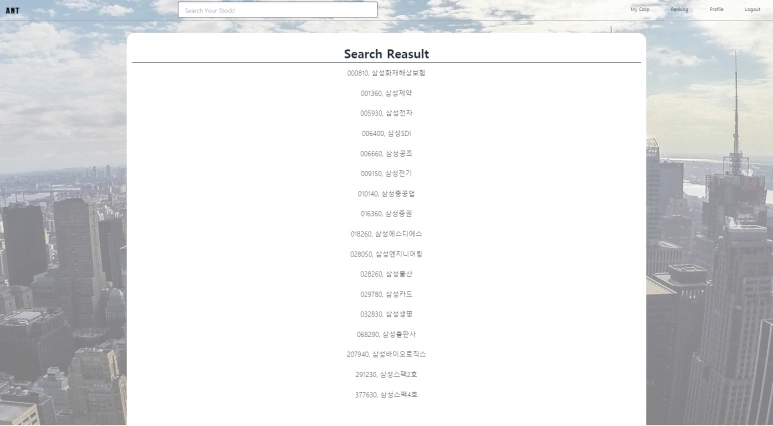 ANT
Search Your Stock!
My Corp Ranking Profile Logout
Search Reasult
000810, 삼성화재해상보험
001360, 삼성제약
005930, 삼성전자
006400, 삼성SDI
006660, 삼성공조
009150, 삼성전기
010140, 삼성중공업
016360, 삼성증권
018260, 삼성에스디에스
028050, 삼성엔지니어링
028260, 삼성물산
029780, 삼성카드
032830, 삼성생명
068290, 삼성출판사
207940, 삼성바이오로직스
291230, 삼성스팩2호
377630, 삼성스팩4호